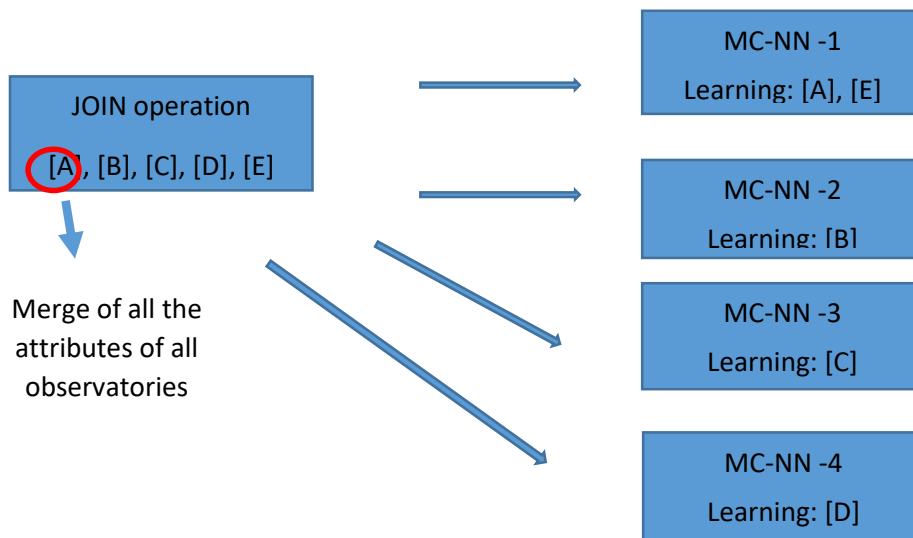 JOIN operation
[A], [B], [C], [D], [E]
Merge of all the
attributes of all
observatories
MC-NN -1
Learning: [A], [E]
MC-NN -2
Learning: [B]
MC-NN -3
Learning: [C]
MC-NN -4
Learning: [D]